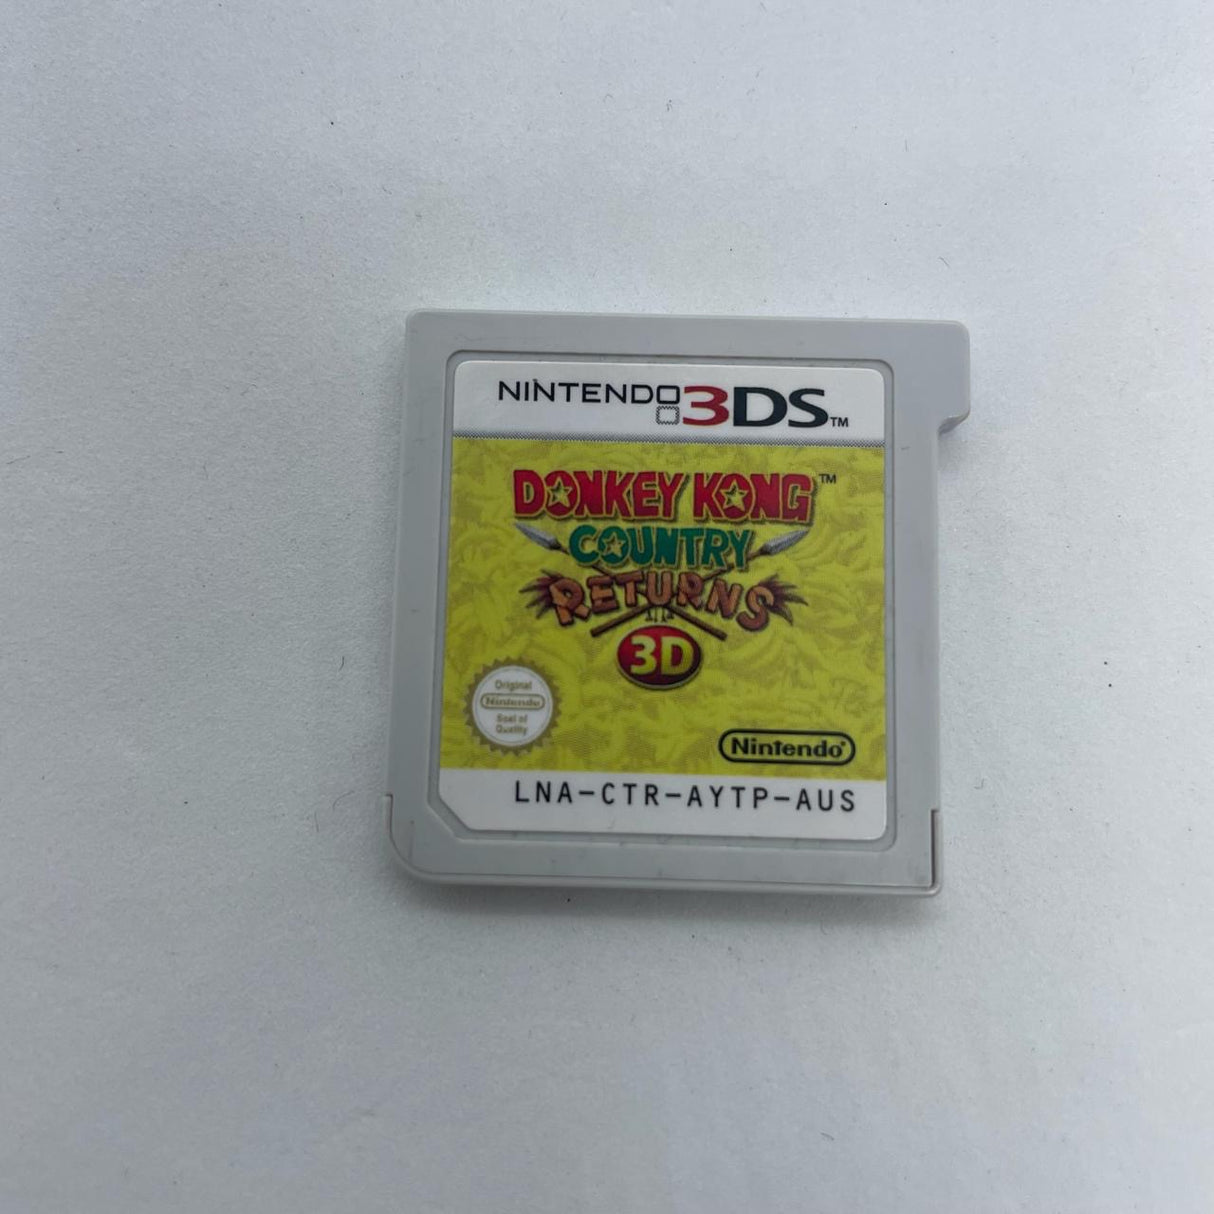 NINTENDO 3DS™
DONKEY KONG™
COUNTRY
RETURNS
3D
Original
Nintendo
Seal of
Quality
Nintendo®
LNA-CTR-AYTP-AUS